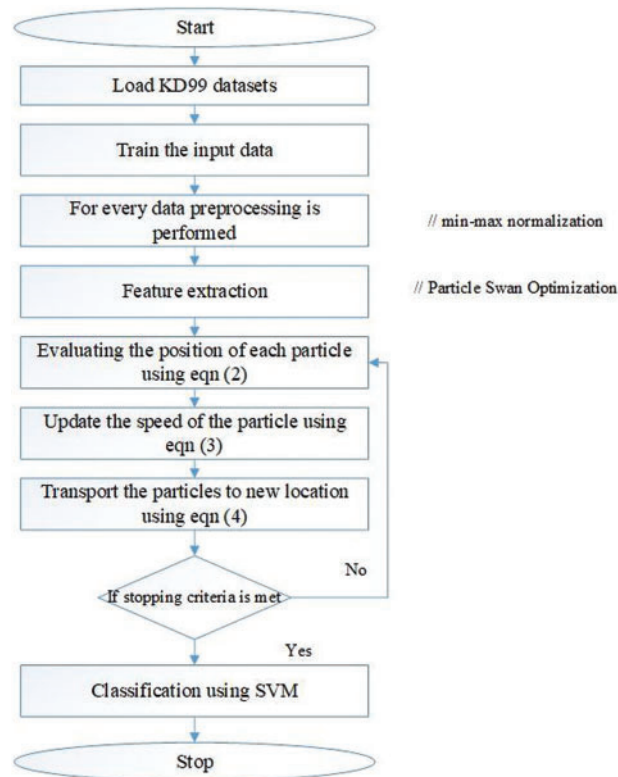 Start
Load KD99 datasets
Train the input data
For every data preprocessing is
performed
// min-max normalization
Feature extraction
// Particle Swan Optimization
Evaluating the position of each particle
using eqn (2)
Update the speed of the particle using
eqn (3)
Transport the particles to new location
using eqn (4)
If stopping criteria is met
No
Yes
Classification using SVM
Stop